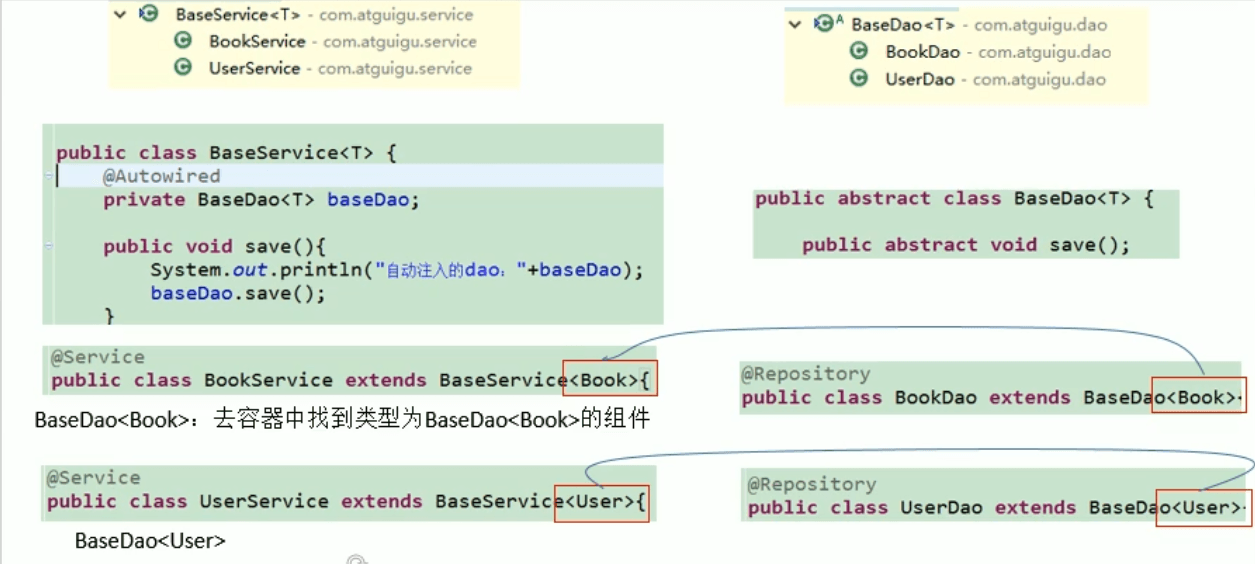 BaseService<T> - com.atguigu.service
BookService - com.atguigu.service
UserService - com.atguigu.service
BaseDao<T> - com.atguigu.dao
BookDao - com.atguigu.dao
UserDao - com.atguigu.dao
public class BaseService<T> {
@Autowired
private BaseDao<T> baseDao;
public void save(){
System.out.println("自动注入的dao："+baseDao);
baseDao.save();
}
public abstract class BaseDao<T> {
public abstract void save();
@Service
public class BookService extends BaseService<Book>{
BaseDao<Book>：去容器中找到类型为BaseDao<Book>的组件
@Repository
public class BookDao extends BaseDao<Book>{
@Service
public class UserService extends BaseService<User>{
BaseDao<User>
@Repository
public class UserDao extends BaseDao<User>{